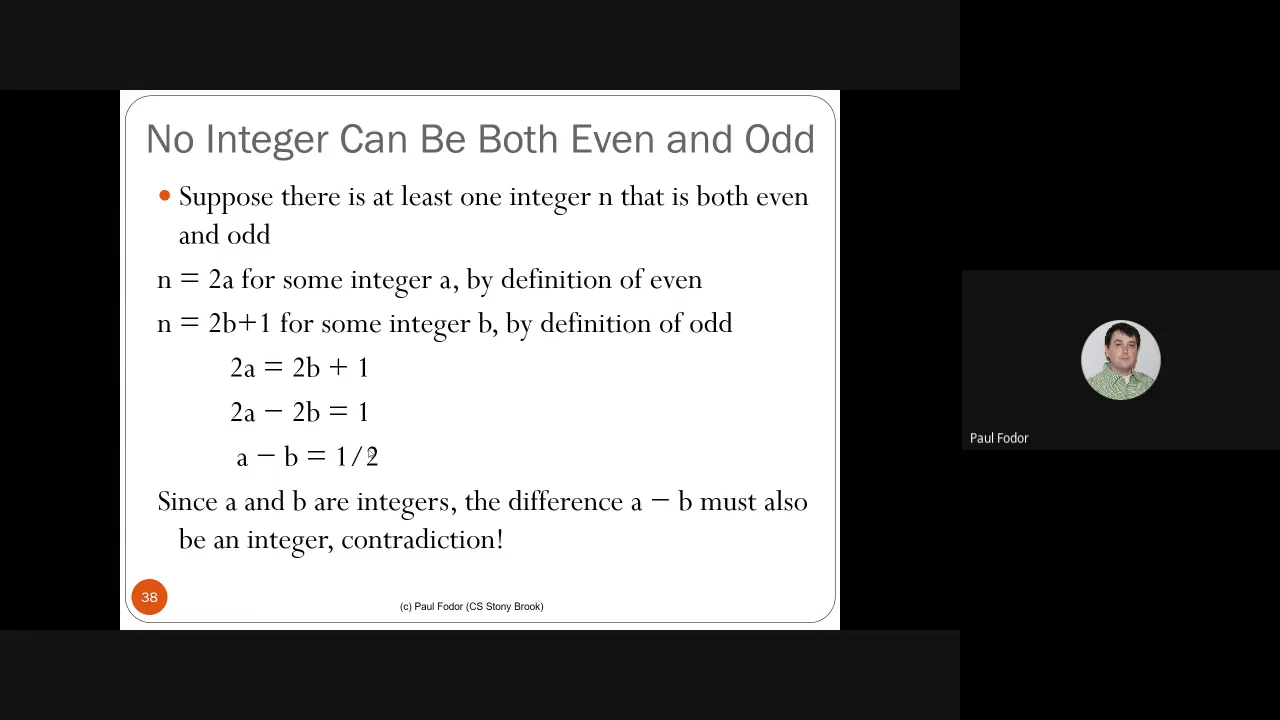 No Integer Can Be Both Even and Odd
• Suppose there is at least one integer n that is both even
and odd
n = 2a for some integer a, by definition of even
n = 2b+1 for some integer b, by definition of odd
2a = 2b + 1
2a − 2b = 1
a − b = 1/2
Since a and b are integers, the difference a − b must also
be an integer, contradiction!
38
(c) Paul Fodor (CS Stony Brook)
Paul Fodor